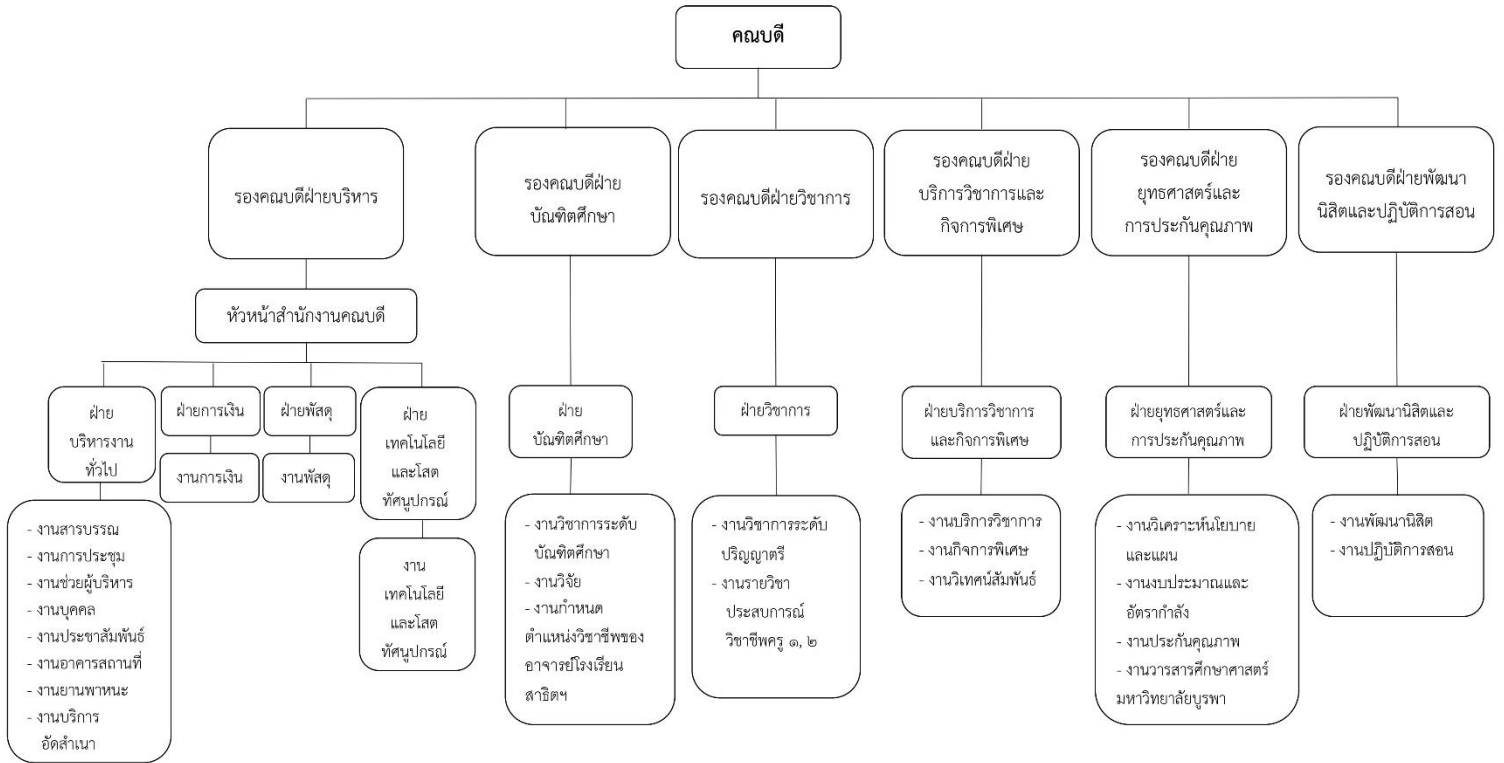 คณบดี
รองคณบดีฝ่ายบริหาร
รองคณบดีฝ่าย
บัณฑิตศึกษา
รองคณบดีฝ่ายวิชาการ
รองคณบดีฝ่าย
บริการวิชาการและ
กิจการพิเศษ
รองคณบดีฝ่าย
ยุทธศาสตร์และ
การประกันคุณภาพ
รองคณบดีฝ่ายพัฒนา
นิสิตและปฏิบัติการสอน
หัวหน้าสำนักงานคณบดี
ฝ่าย
บริหารงาน
ทั่วไป
ฝ่ายการเงิน
ฝ่ายพัสดุ
ฝ่าย
เทคโนโลยี
และโสต
ทัศนูปกรณ์
ฝ่าย
บัณฑิตศึกษา
ฝ่ายวิชาการ
ฝ่ายบริการวิชาการ
และกิจการพิเศษ
ฝ่ายยุทธศาสตร์และ
การประกันคุณภาพ
ฝ่ายพัฒนานิสิตและ
ปฏิบัติการสอน
งานการเงิน
งานพัสดุ
- งานสารบรรณ
- งานการประชุม
- งานช่วยผู้บริหาร
- งานบุคคล
- งานประชาสัมพันธ์
- งานอาคารสถานที่
- งานยานพาหนะ
- งานบริการ
อัดสำเนา
งาน
เทคโนโลยี
และโสต
ทัศนูปกรณ์
- งานวิชาการระดับ
บัณฑิตศึกษา
- งานวิจัย
- งานกำหนด
ตำแหน่งวิชาชีพของ
อาจารย์โรงเรียน
สาธิตฯ
- งานวิชาการระดับ
ปริญญาตรี
- งานรายวิชา
ประสบการณ์
วิชาชีพครู ๑, ๒
- งานบริการวิชาการ
- งานกิจการพิเศษ
- งานวิเทศน์สัมพันธ์
- งานวิเคราะห์นโยบาย
และแผน
- งานงบประมาณและ
อัตรากำลัง
- งานประกันคุณภาพ
- งานวารสารศึกษาศาสตร์
มหาวิทยาลัยบูรพา
- งานพัฒนานิสิต
- งานปฏิบัติการสอน